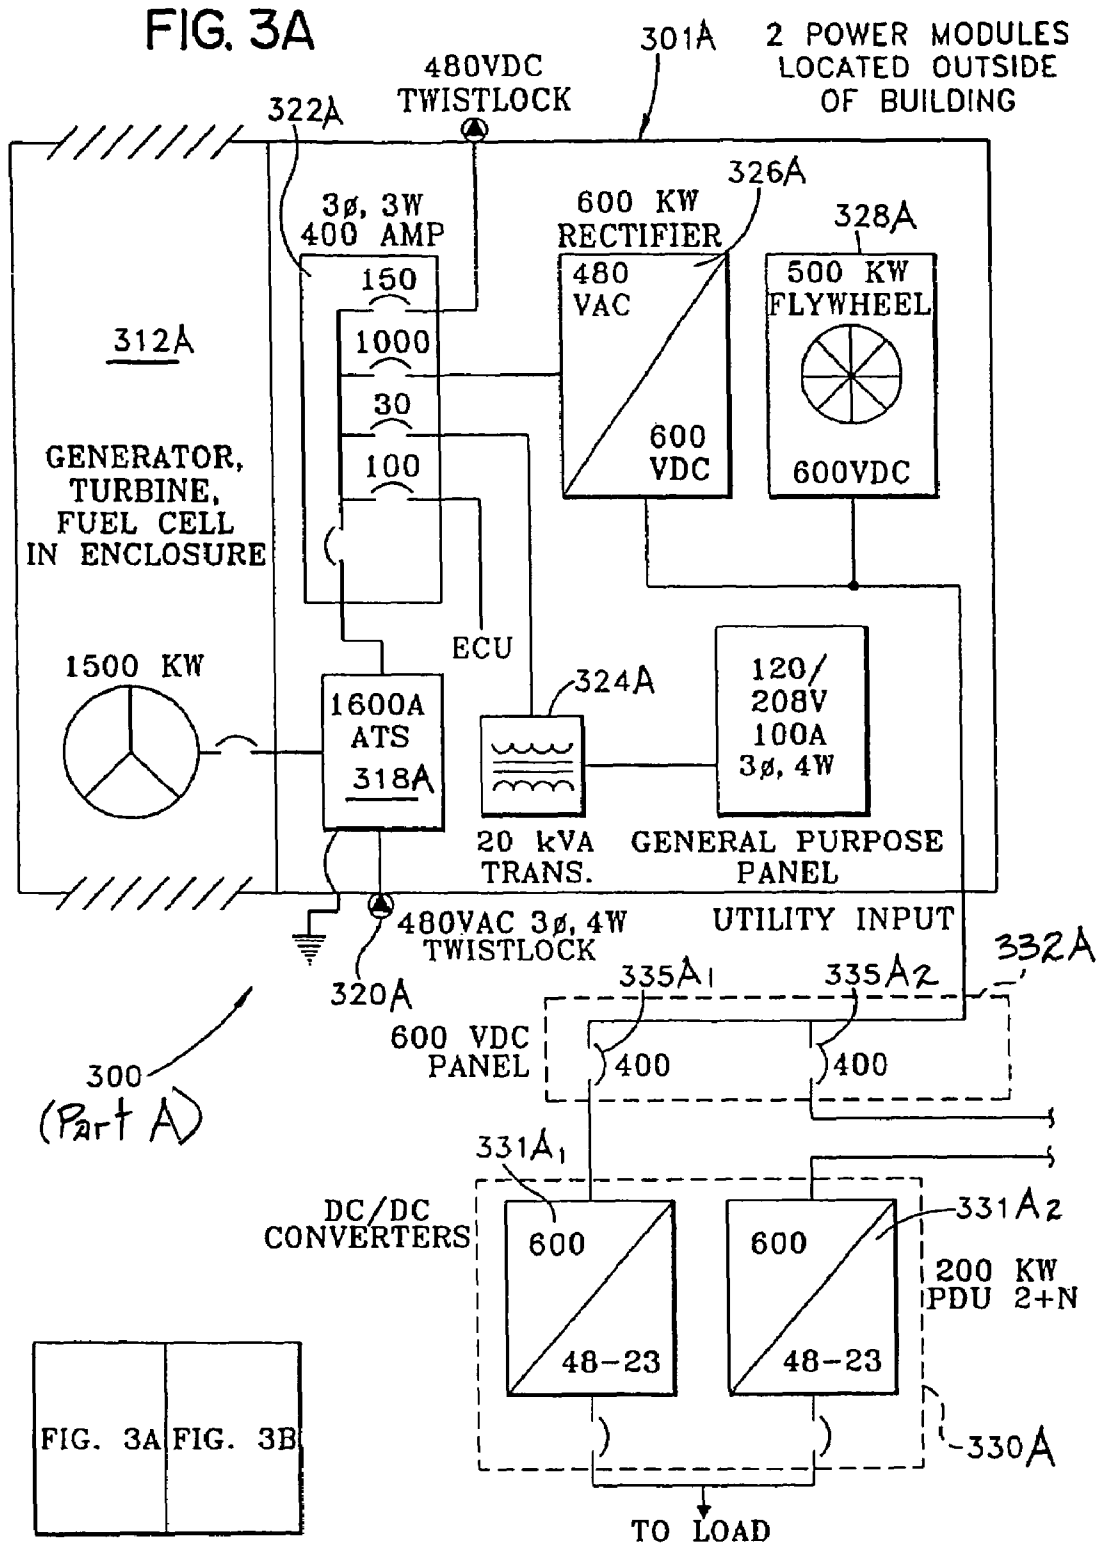 FIG. 3A
301A
2 POWER MODULES
LOCATED OUTSIDE
OF BUILDING
480VDC
TWISTLOCK
322A
326A
328A
3ø, 3W
400 AMP
150
1000
30
100
600 KW
RECTIFIER
480
VAC
600
VDC
500 KW
FLYWHEEL
600VDC
312A
GENERATOR,
TURBINE,
FUEL CELL
IN ENCLOSURE
1500 KW
ECU
1600A
ATS
318A
324A
20 kVA
TRANS.
120/
208V
100A
3ø, 4W
GENERAL PURPOSE
PANEL
480VAC 3ø, 4W
TWISTLOCK
320A
UTILITY INPUT
332A
335A1
335A2
600 VDC
PANEL
400
400
300
(Part A)
331A1
331A2
DC/DC
CONVERTERS
600
48-23
600
48-23
200 KW
PDU 2+N
330A
TO LOAD
FIG. 3A
FIG. 3B